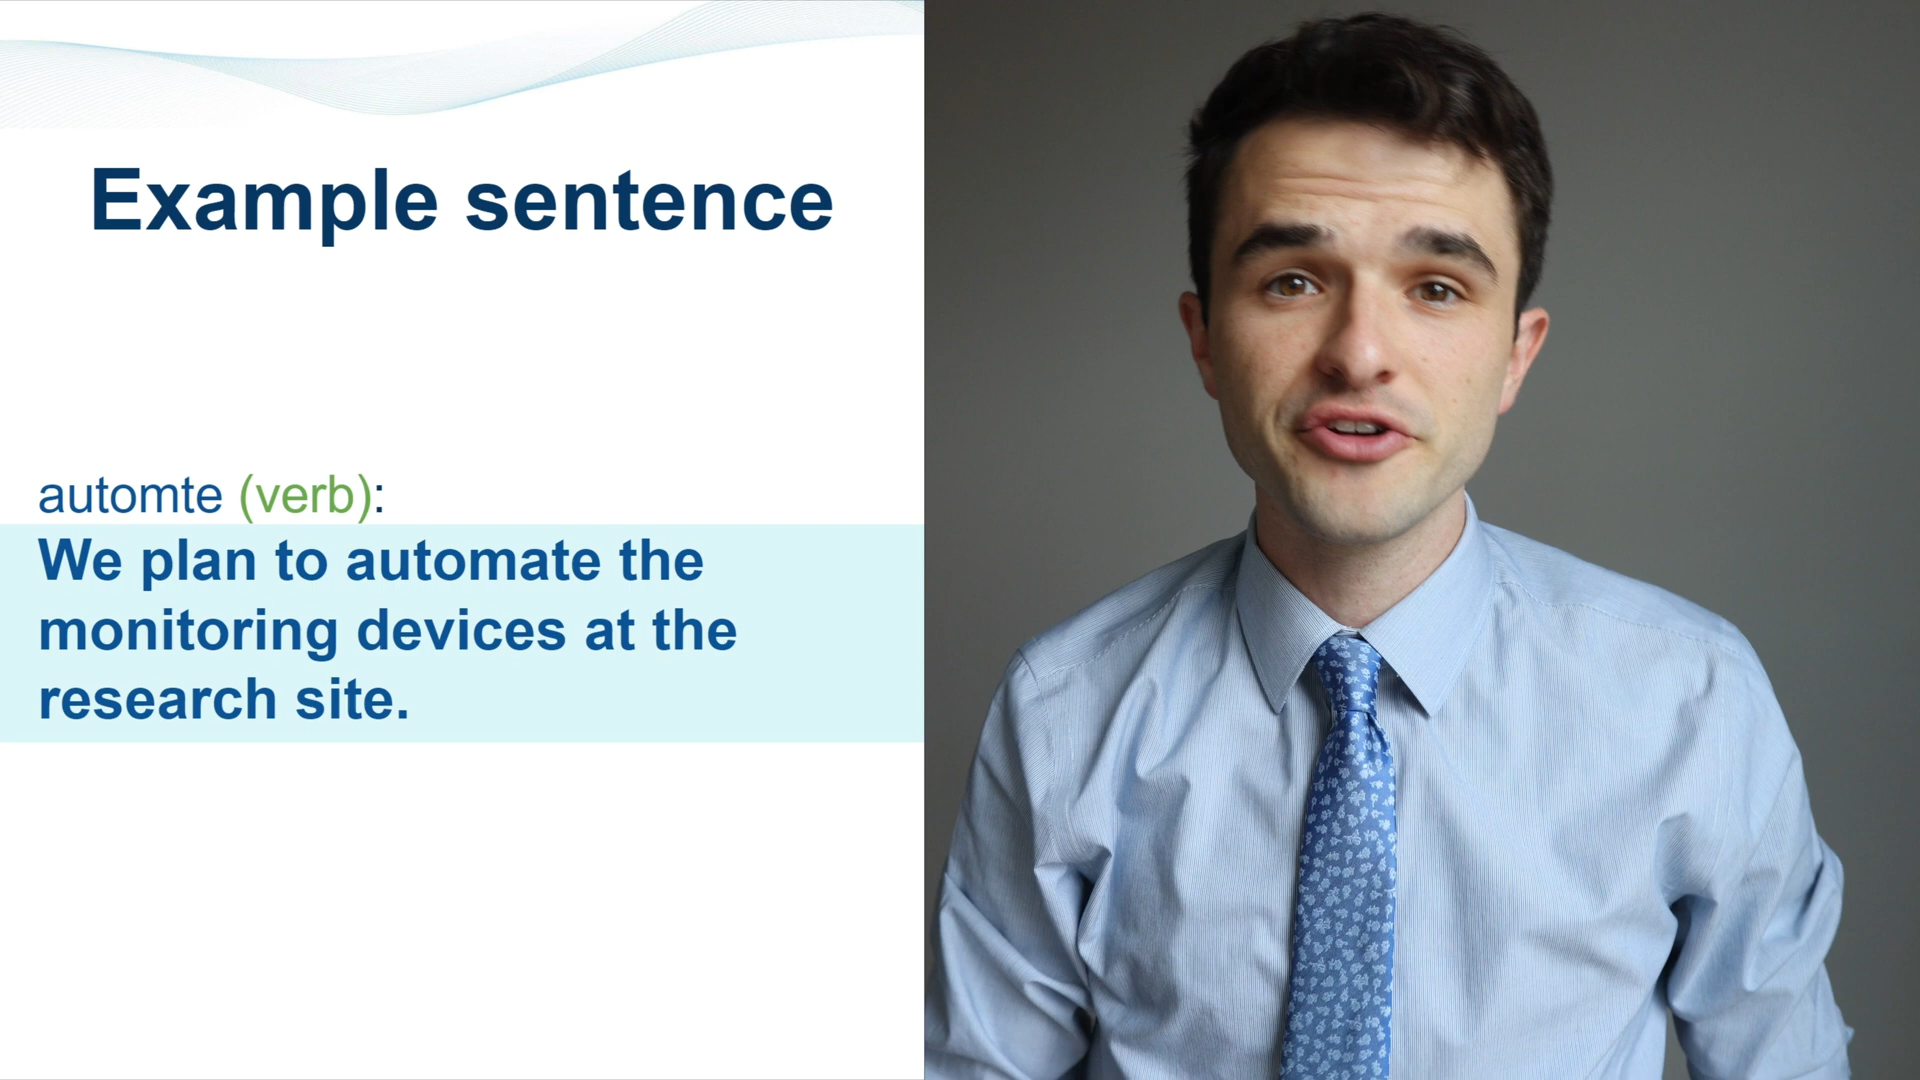 Example sentence
automte (verb):
We plan to automate the
monitoring devices at the
research site.